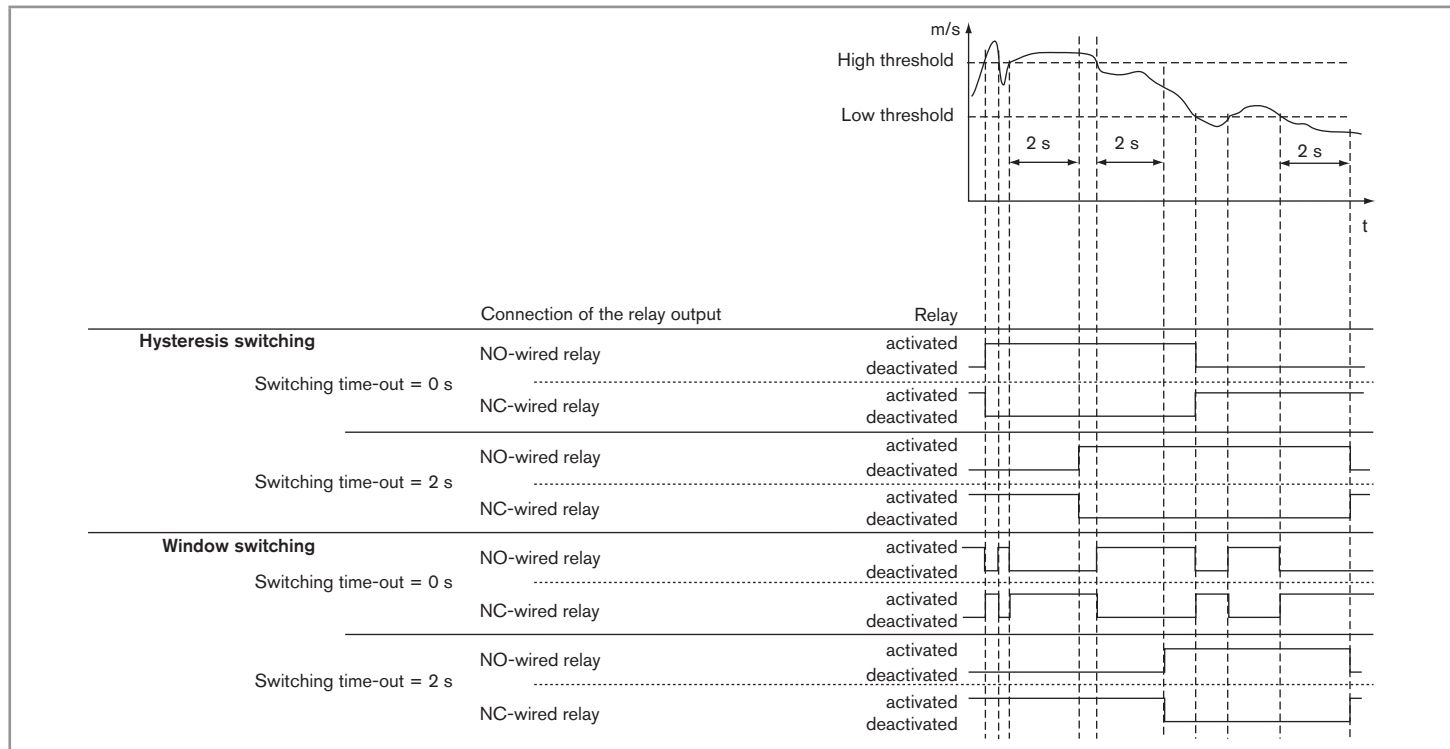 m/s
High threshold
Low threshold
2 s
2 s
2 s
t
Connection of the relay output
Relay
Hysteresis switching
Switching time-out = 0 s
NO-wired relay
activated
deactivated
NC-wired relay
activated
deactivated
Switching time-out = 2 s
NO-wired relay
activated
deactivated
NC-wired relay
activated
deactivated
Window switching
Switching time-out = 0 s
NO-wired relay
activated
deactivated
NC-wired relay
activated
deactivated
Switching time-out = 2 s
NO-wired relay
activated
deactivated
NC-wired relay
activated
deactivated